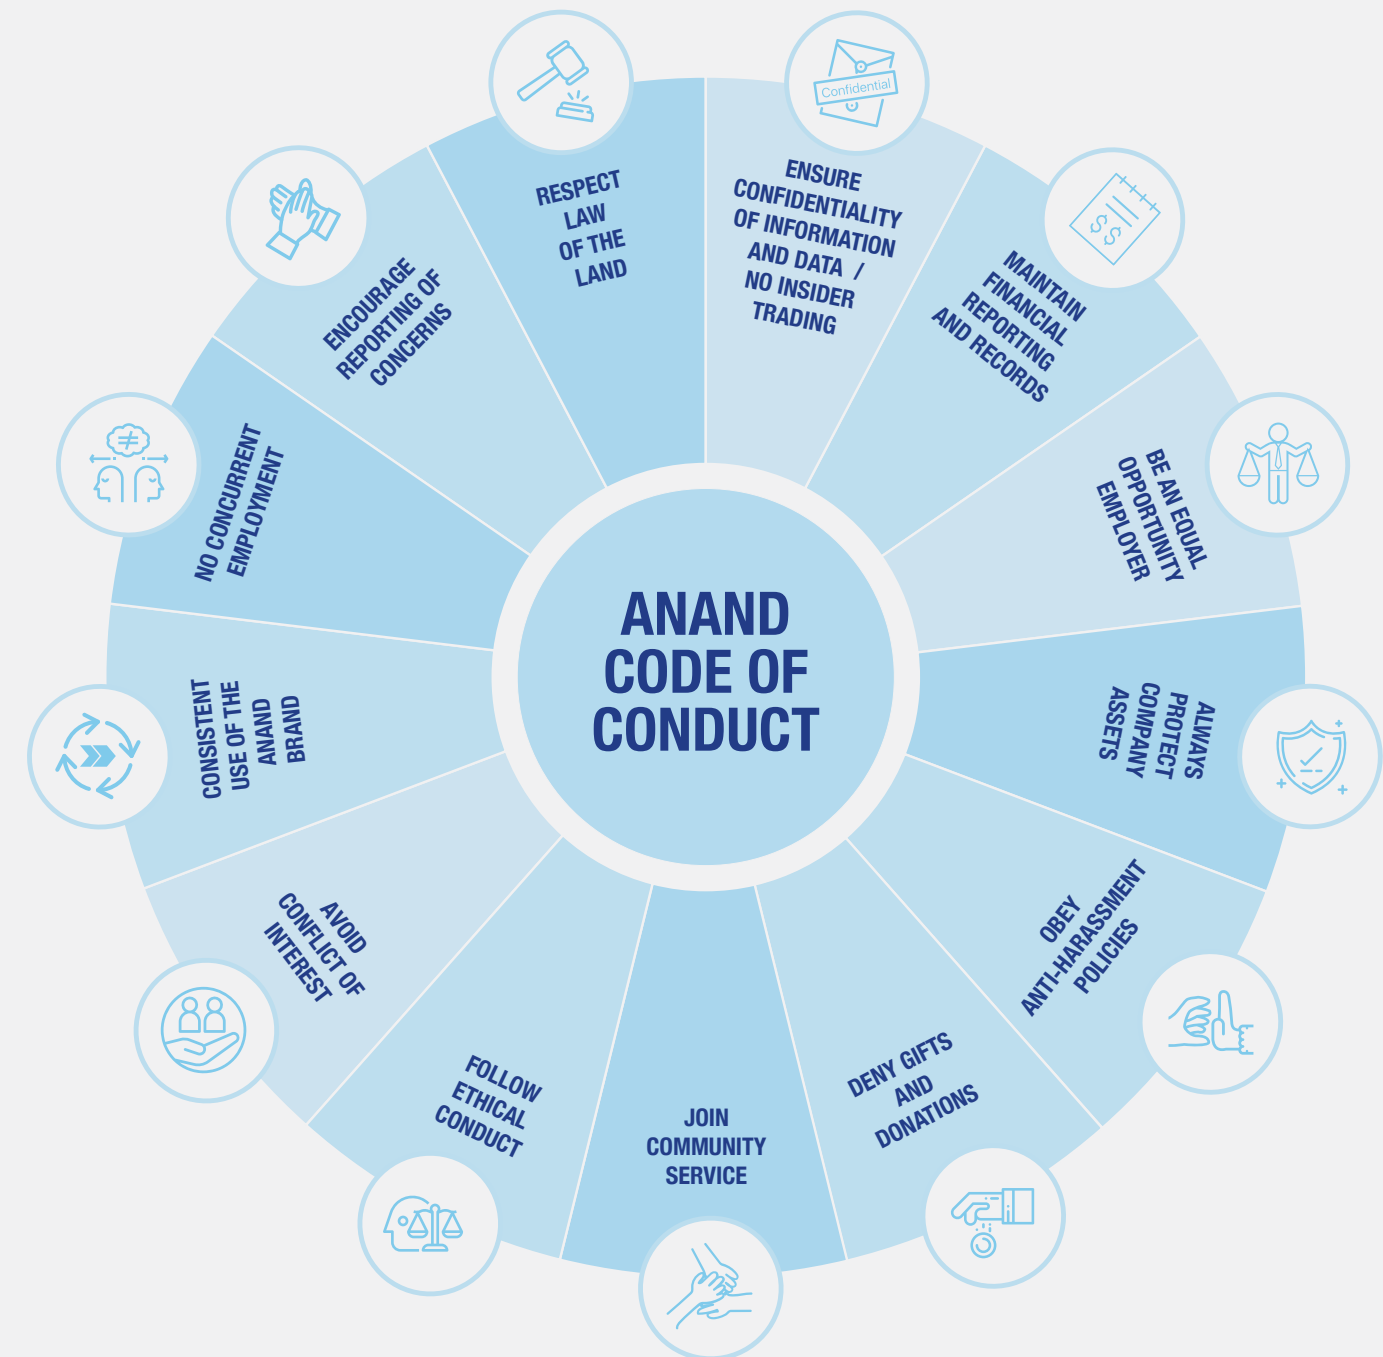 ANAND
CODE OF
CONDUCT
Confidential
ENSURE
CONFIDENTIALITY
OF INFORMATION
AND DATA /
NO INSIDER
TRADING
$$
MAINTAIN
FINANCIAL
REPORTING
AND RECORDS
BE AN EQUAL
OPPORTUNITY
EMPLOYER
ALWAYS
PROTECT
COMPANY
ASSETS
OBEY
ANTI-HARASSMENT
POLICIES
DENY GIFTS
AND
DONATIONS
JOIN
COMMUNITY
SERVICE
FOLLOW
ETHICAL
CONDUCT
AVOID
CONFLICT OF
INTEREST
CONSISTENT
USE OF THE
ANAND
BRAND
≠
NO CONCURRENT
EMPLOYMENT
ENCOURAGE
REPORTING OF
CONCERNS
RESPECT
LAW
OF THE
LAND